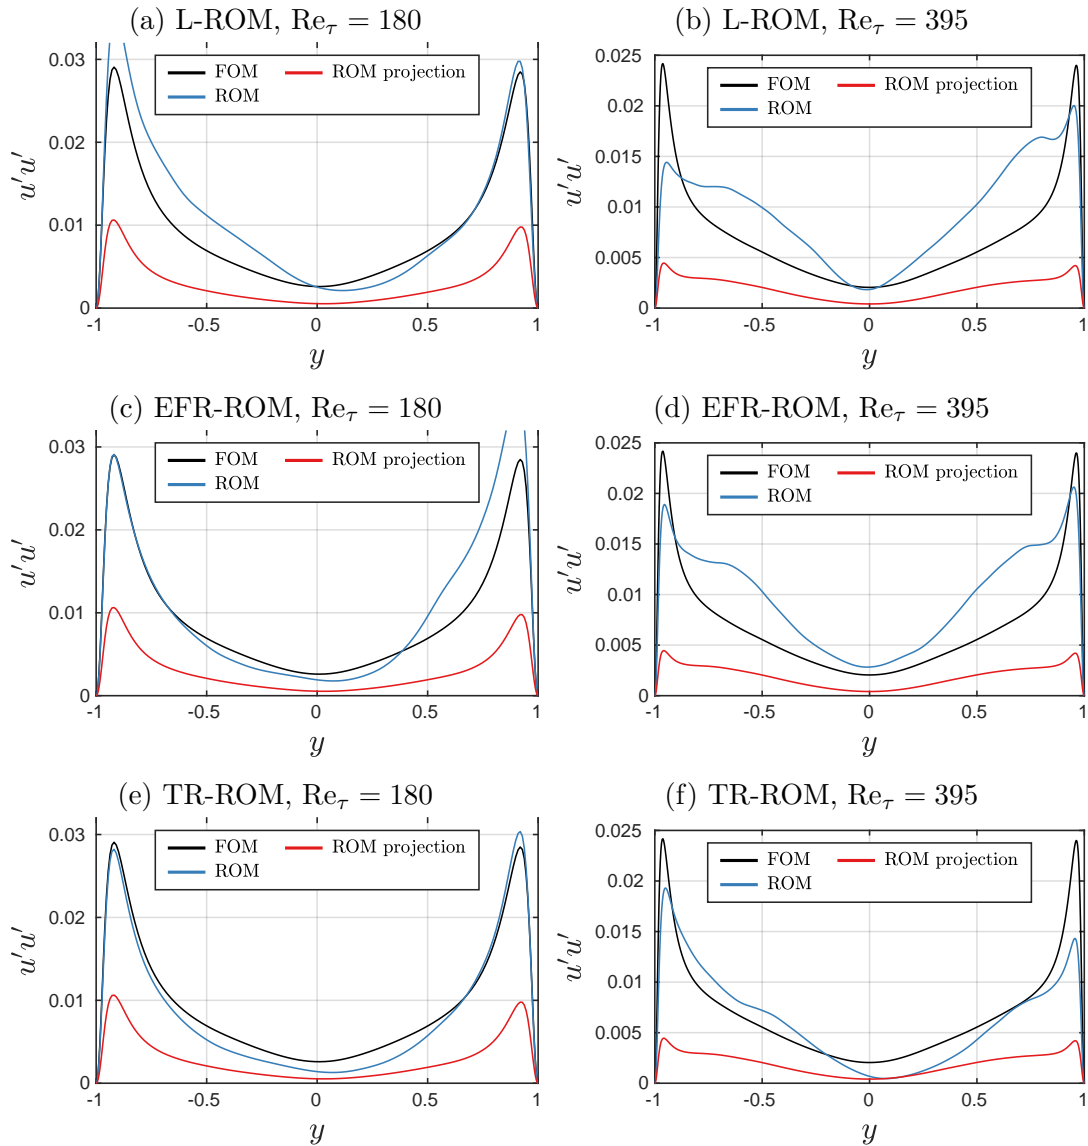 (a) L-ROM, Re_τ = 180
0.03
0.02
0.01
0
u′u′
FOM
ROM projection
ROM
-1
-0.5
0
0.5
1
y
(b) L-ROM, Re_τ = 395
0.025
0.02
0.015
0.01
0.005
0
u′u′
FOM
ROM projection
ROM
-1
-0.5
0
0.5
1
y
(c) EFR-ROM, Re_τ = 180
0.03
0.02
0.01
0
u′u′
FOM
ROM projection
ROM
-1
-0.5
0
0.5
1
y
(d) EFR-ROM, Re_τ = 395
0.025
0.02
0.015
0.01
0.005
0
u′u′
FOM
ROM projection
ROM
-1
-0.5
0
0.5
1
y
(e) TR-ROM, Re_τ = 180
0.03
0.02
0.01
0
u′u′
FOM
ROM projection
ROM
-1
-0.5
0
0.5
1
y
(f) TR-ROM, Re_τ = 395
0.025
0.02
0.015
0.01
0.005
0
u′u′
FOM
ROM projection
ROM
-1
-0.5
0
0.5
1
y